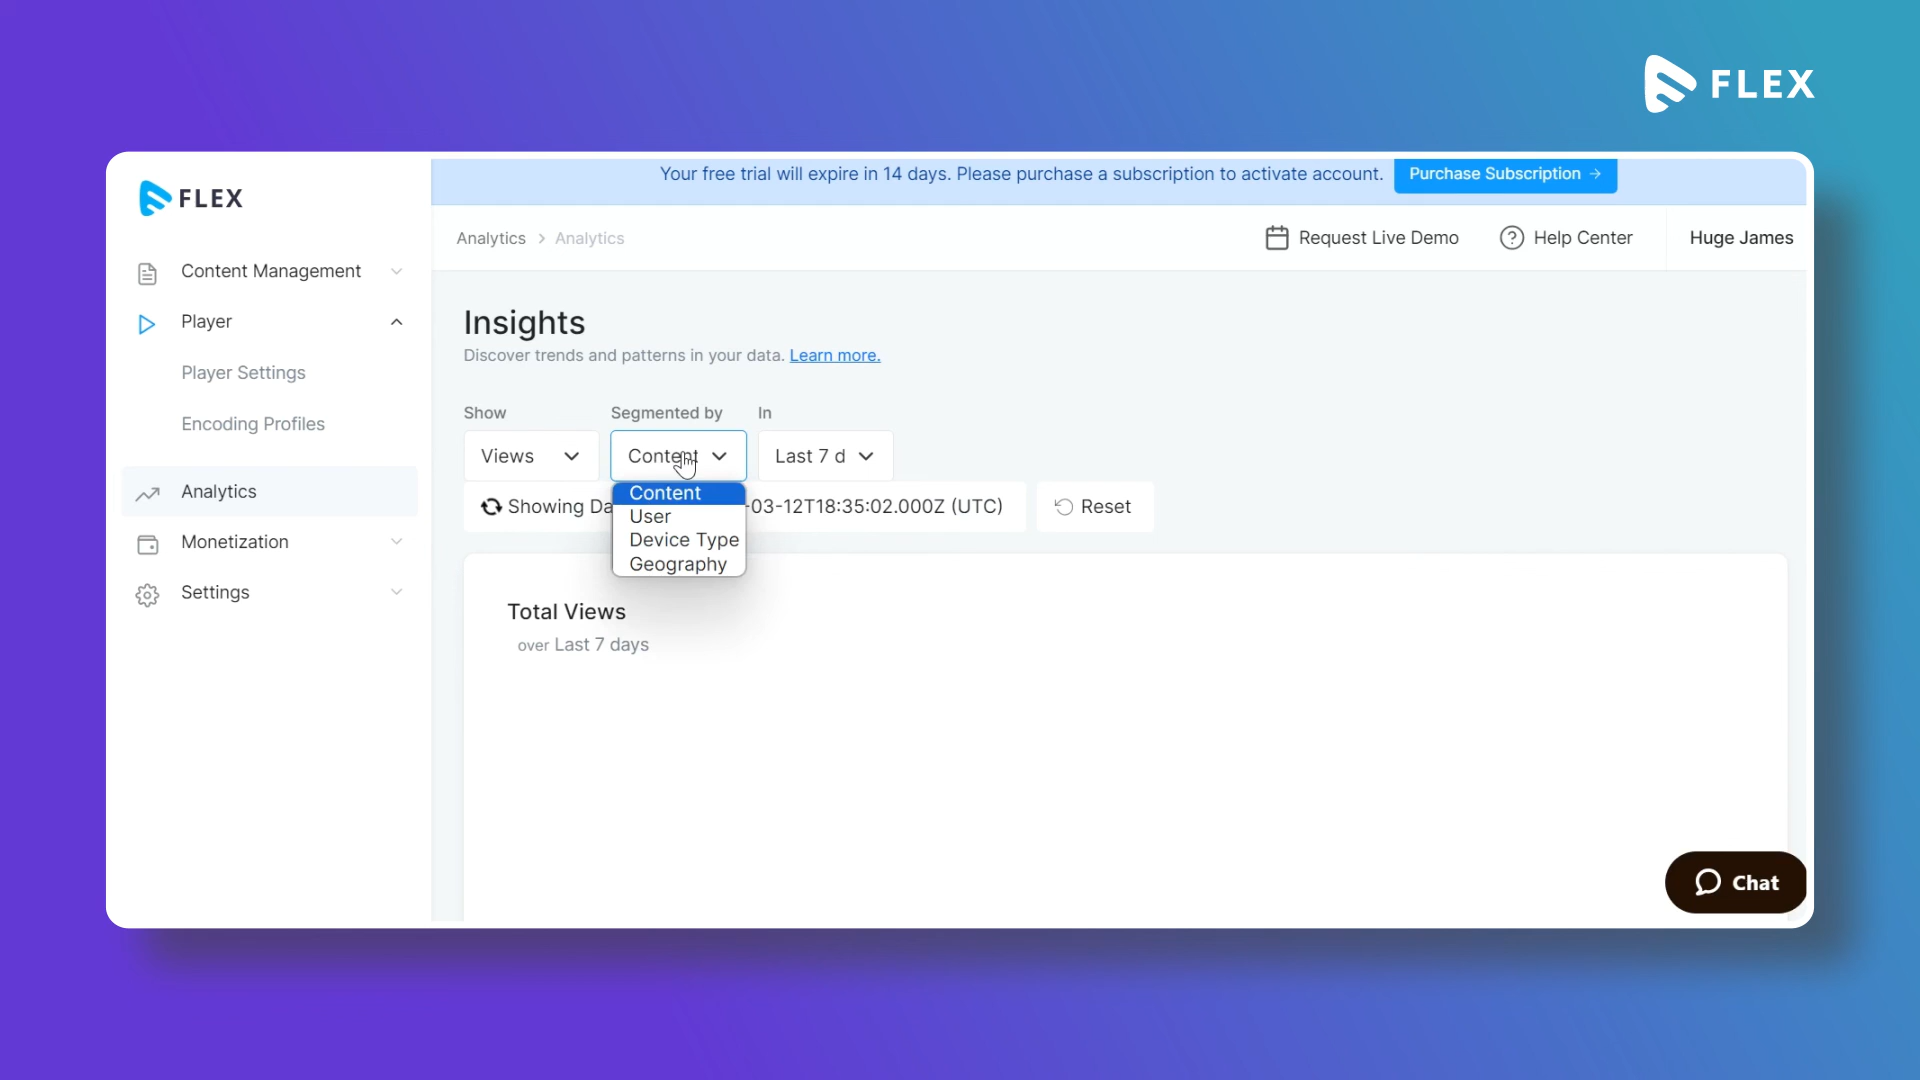 FLEX
FLEX
Your free trial will expire in 14 days. Please purchase a subscription to activate account. Purchase Subscription →
Analytics > Analytics
Request Live Demo
Help Center
Huge James
Content Management
Player
Player Settings
Encoding Profiles
Analytics
Monetization
Settings
Insights
Discover trends and patterns in your data. Learn more.
Show Segmented by In
Views Content Last 7 d
Content
User
Device Type
Geography
Showing Da
-03-12T18:35:02.000Z (UTC)
Reset
Total Views
over Last 7 days
Chat